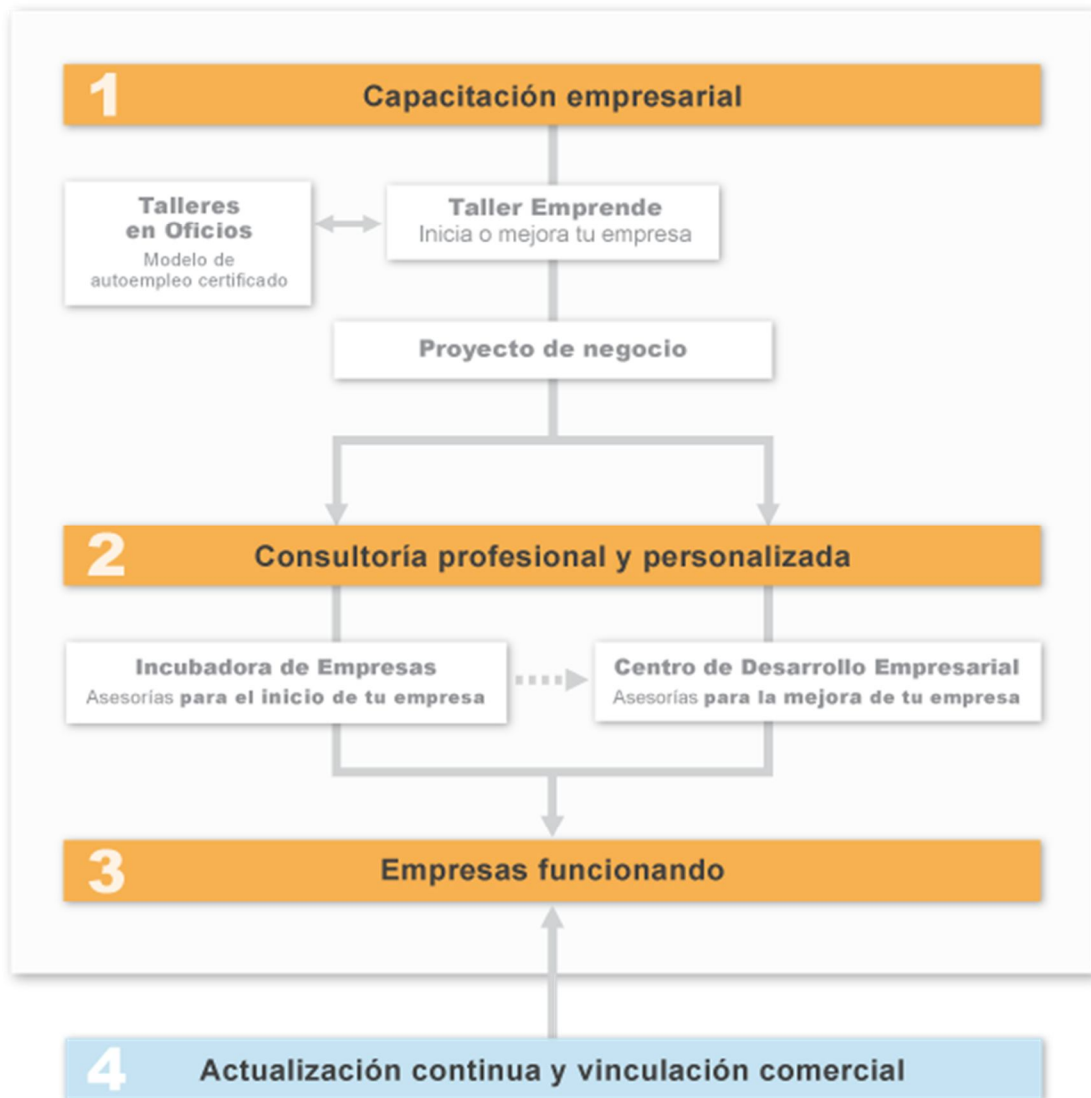 1 Capacitación empresarial
Talleres
en Oficios
Modelo de
autoempleo certificado
Taller Emprende
Inicia o mejora tu empresa
Proyecto de negocio
2 Consultoría profesional y personalizada
Incubadora de Empresas
Asesorías para el inicio de tu empresa
Centro de Desarrollo Empresarial
Asesorías para la mejora de tu empresa
3 Empresas funcionando
4 Actualización continua y vinculación comercial